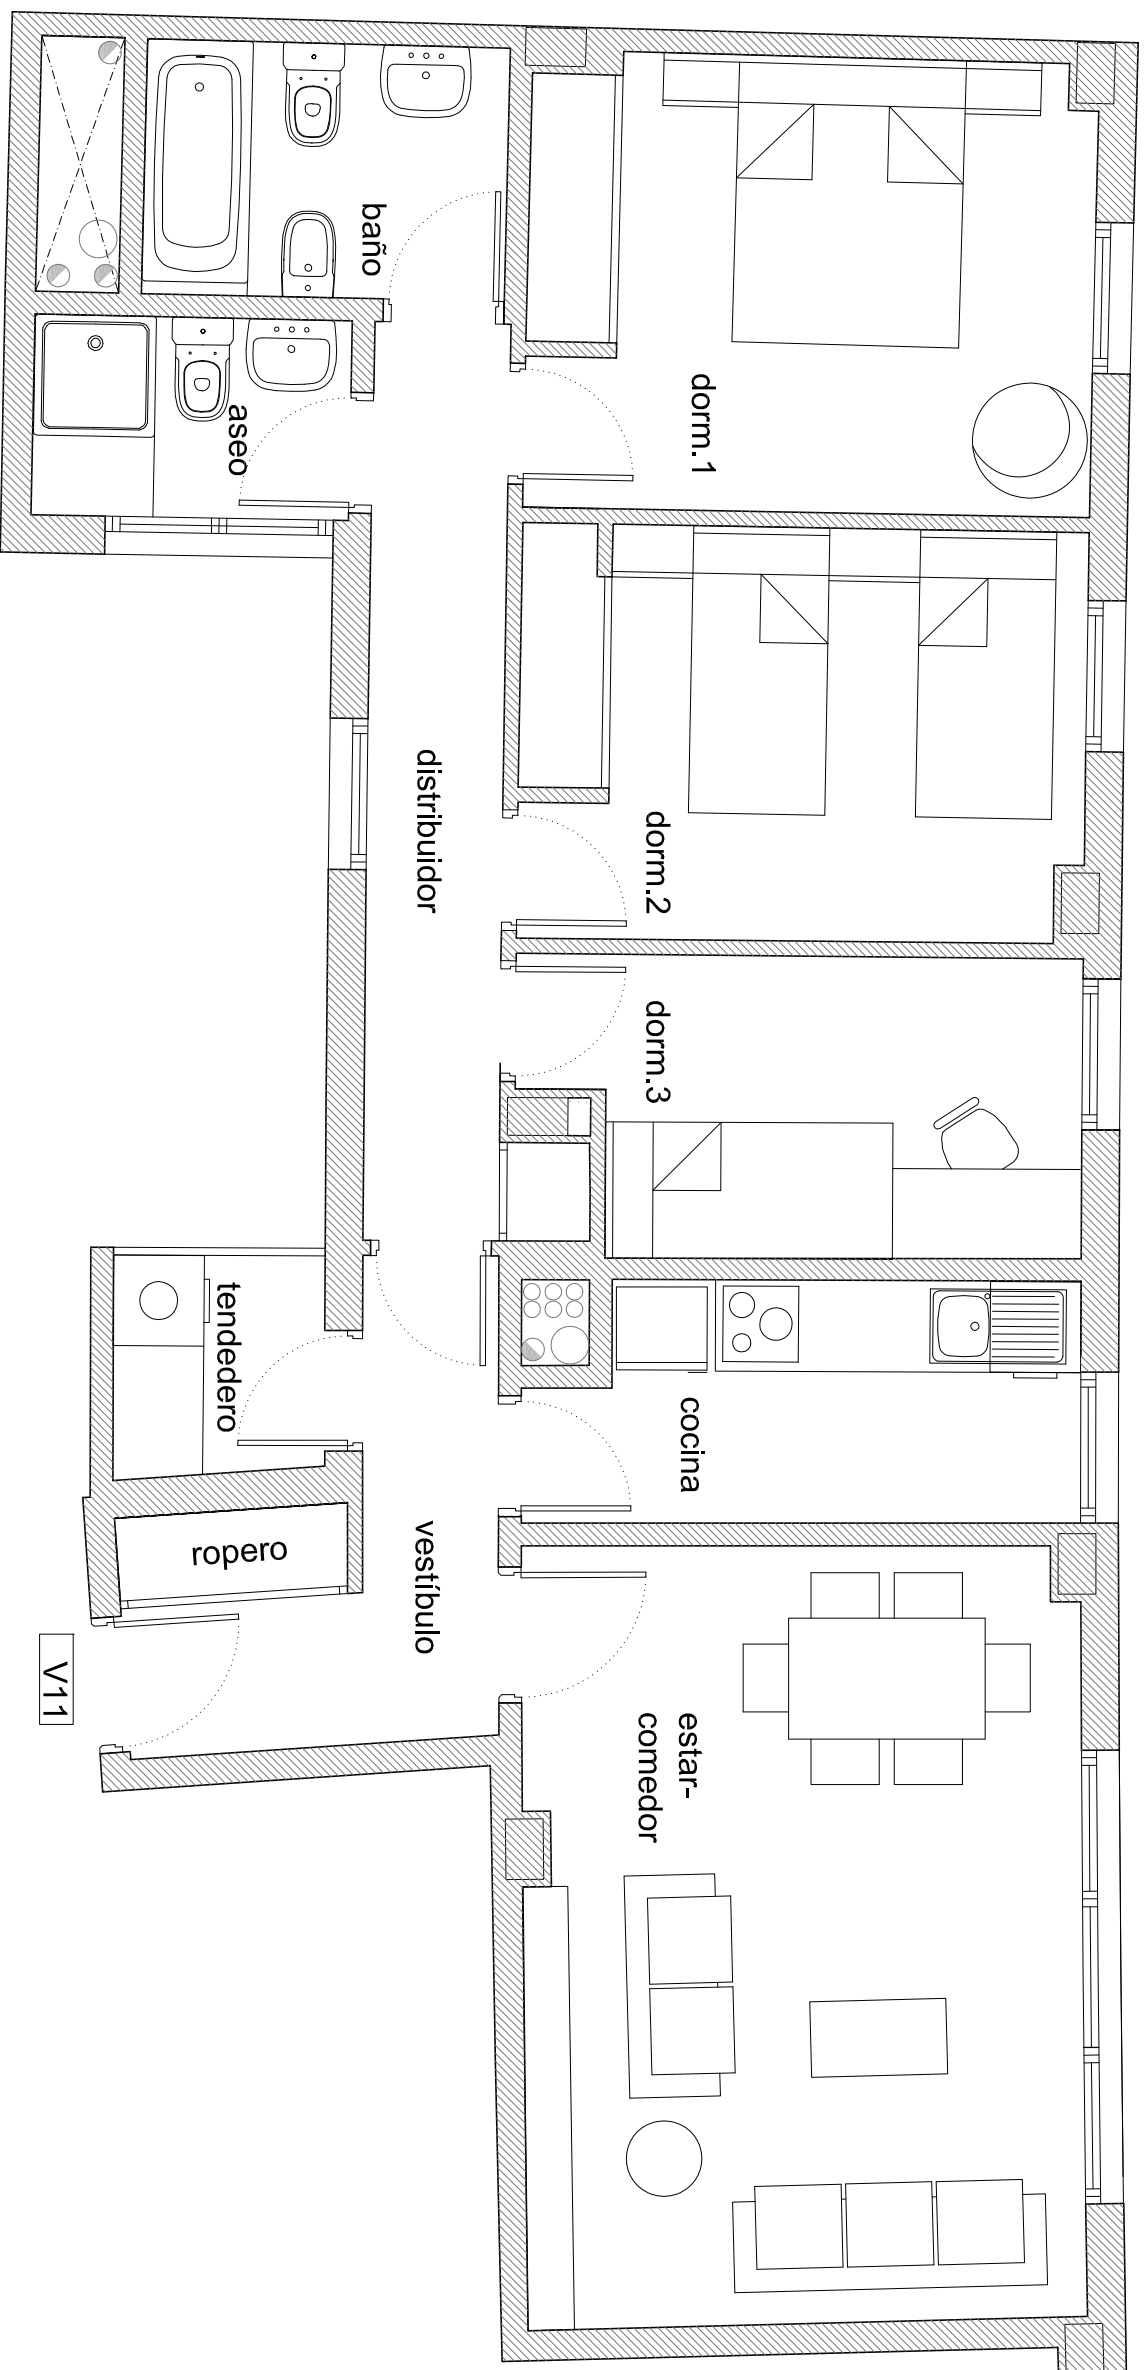 baño
aseo
dorm.1
distribuidor
dorm.2
dorm.3
tendedero
cocina
ropero
vestíbulo
V11
estar-
comedor